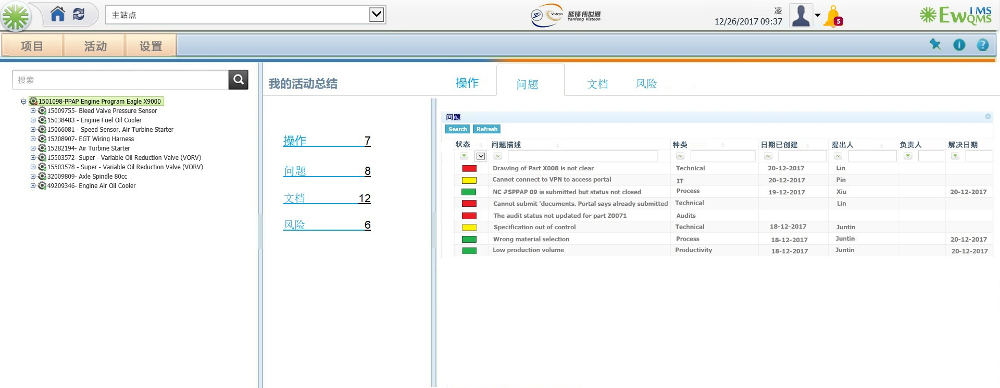 主站点
Visteon
延锋伟世通
Yanfeng Visteon
凌
12/26/2017 09:37
5
EwIMS
QMS
项目 活动 设置
搜索
1501098-PPAP Engine Program Eagle X9000
15009755- Bleed Valve Pressure Sensor
15038483 - Engine Fuel Oil Cooler
15066081 - Speed Sensor, Air Turbine Starter
15208907- EGT Wiring Harness
15282194- Air Turbine Starter
15503572- Super - Variable Oil Reduction Valve (VORV)
15503578 - Super - Variable Oil Reduction Valve (VORV)
32009809- Axle Spindle 80cc
49209346- Engine Air Oil Cooler
我的活动总结
操作 7
问题 8
文档 12
风险 6
操作 问题 文档 风险
问题
Search Refresh
状态 问题描述 种类 日期已创建 提出人 负责人 解决日期
Drawing of Part X008 is not clear Technical 20-12-2017 Lin
Cannot connect to VPN to access portal IT 20-12-2017 Pin
NC #SPPAP 09 is submitted but status not closed Process 19-12-2017 Xiu 20-12-2017
Cannot submit 'documents. Portal says already submitted Technical Lin
The audit status not updated for part Z0071 Audits
Specification out of control Technical 18-12-2017 Juntin
Wrong material selection Process 18-12-2017 Juntin 20-12-2017
Low production volume Productivity 18-12-2017 Juntin 20-12-2017